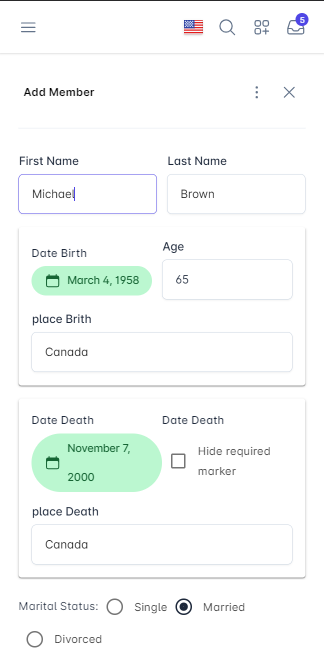 5
Add Member
First Name Last Name
Michael Brown
Date Birth Age
March 4, 1958 65
place Brith
Canada
Date Death Date Death
November 7,
2000
Hide required
marker
place Death
Canada
Marital Status: Single Married
Divorced